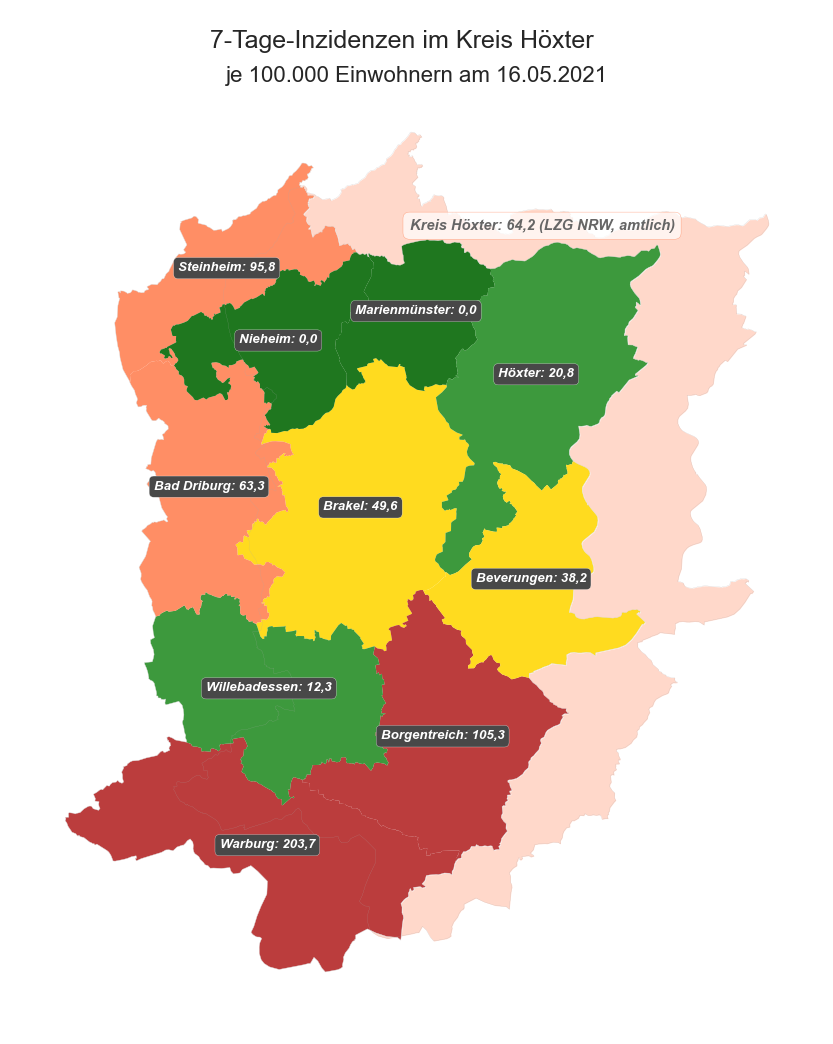 7-Tage-Inzidenzen im Kreis Höxter
je 100.000 Einwohnern am 16.05.2021
Kreis Höxter: 64,2 (LZG NRW, amtlich)
Steinheim: 95,8
Marienmünster: 0,0
Nieheim: 0,0
Höxter: 20,8
Bad Driburg: 63,3
Brakel: 49,6
Beverungen: 38,2
Willebadessen: 12,3
Borgentreich: 105,3
Warburg: 203,7